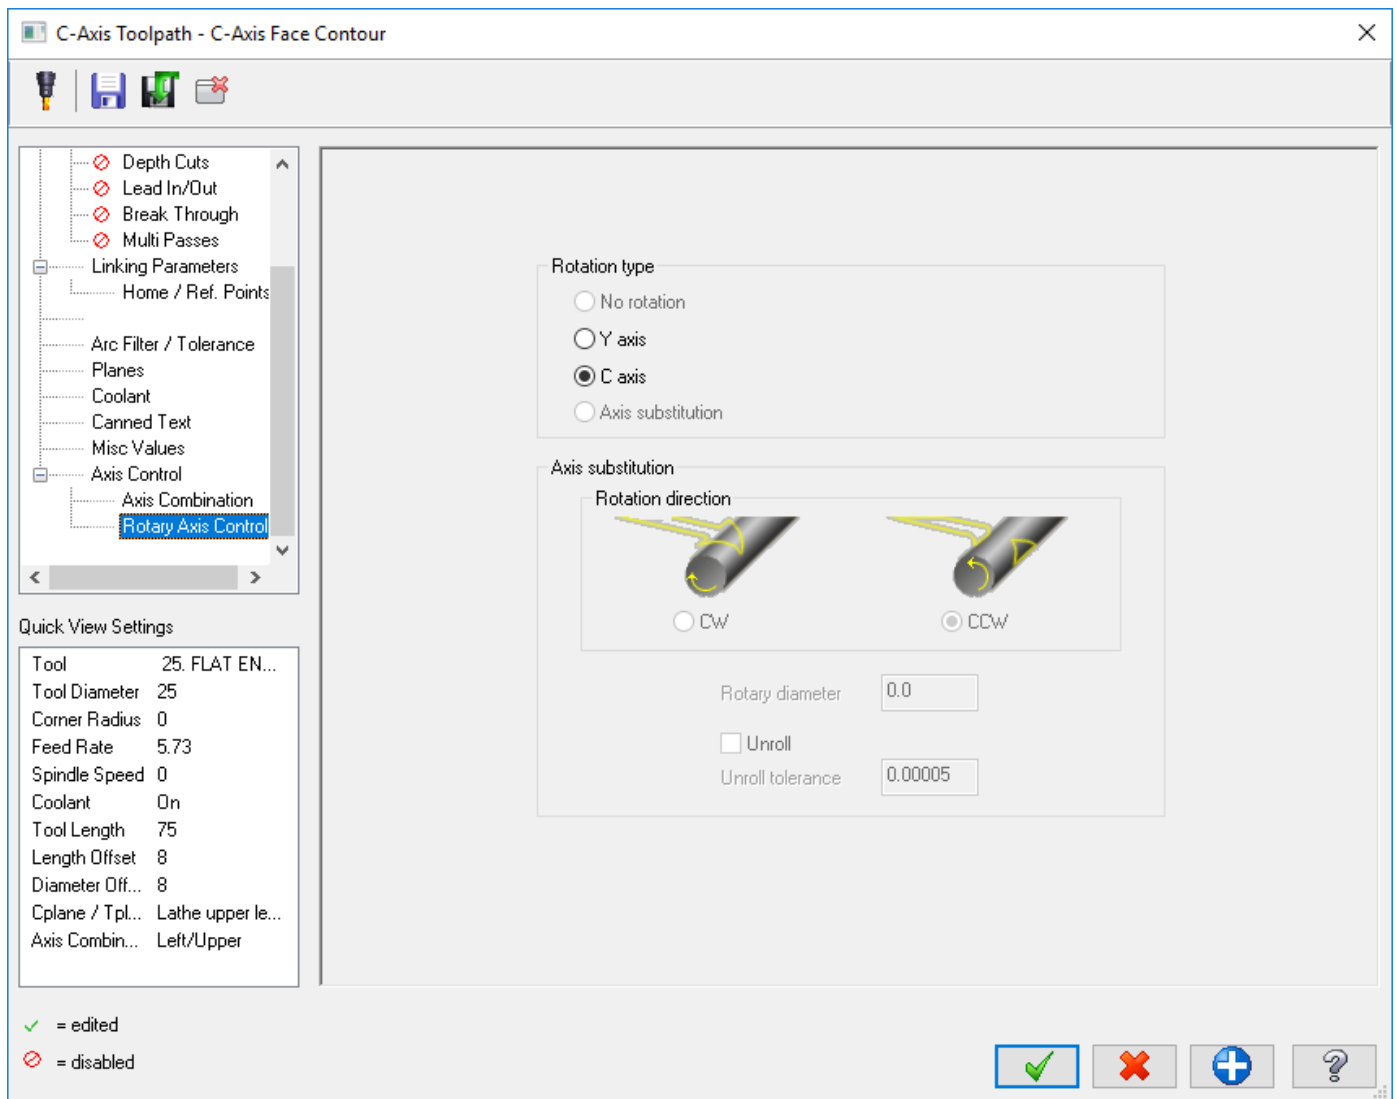 C-Axis Toolpath - C-Axis Face Contour
Depth Cuts
Lead In/Out
Break Through
Multi Passes
Linking Parameters
Home / Ref. Points
Arc Filter / Tolerance
Planes
Coolant
Canned Text
Misc Values
Axis Control
Axis Combination
Rotary Axis Control
Quick View Settings
Tool 25. FLAT EN...
Tool Diameter 25
Corner Radius 0
Feed Rate 5.73
Spindle Speed 0
Coolant On
Tool Length 75
Length Offset 8
Diameter Off... 8
Cplane / Tpl... Lathe upper le...
Axis Combin... Left/Upper
= edited
= disabled
Rotation type
No rotation
Y axis
C axis
Axis substitution
Axis substitution
Rotation direction
CW CCW
Rotary diameter 0.0
Unroll
Unroll tolerance 0.00005